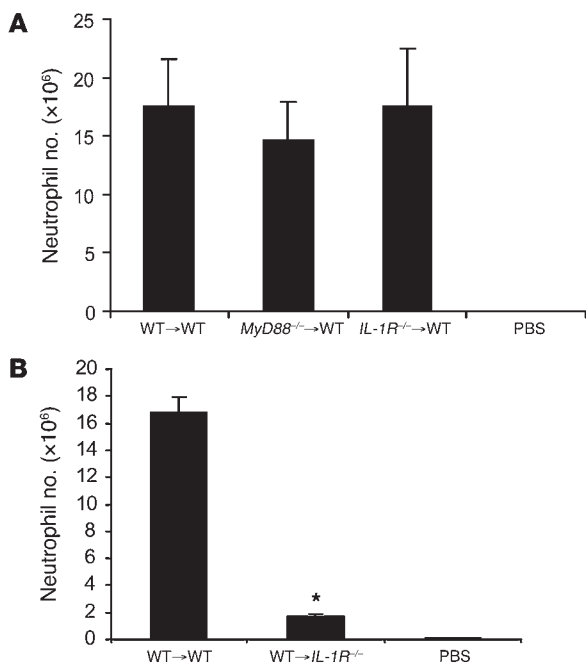 A
Neutrophil no. (×10⁶)
25
20
15
10
5
0
WT→WT
MyD88⁻/⁻→WT
IL-1R⁻/⁻→WT
PBS
B
Neutrophil no. (×10⁶)
20
18
16
14
12
10
8
6
4
2
0
*
WT→WT
WT→IL-1R⁻/⁻
PBS